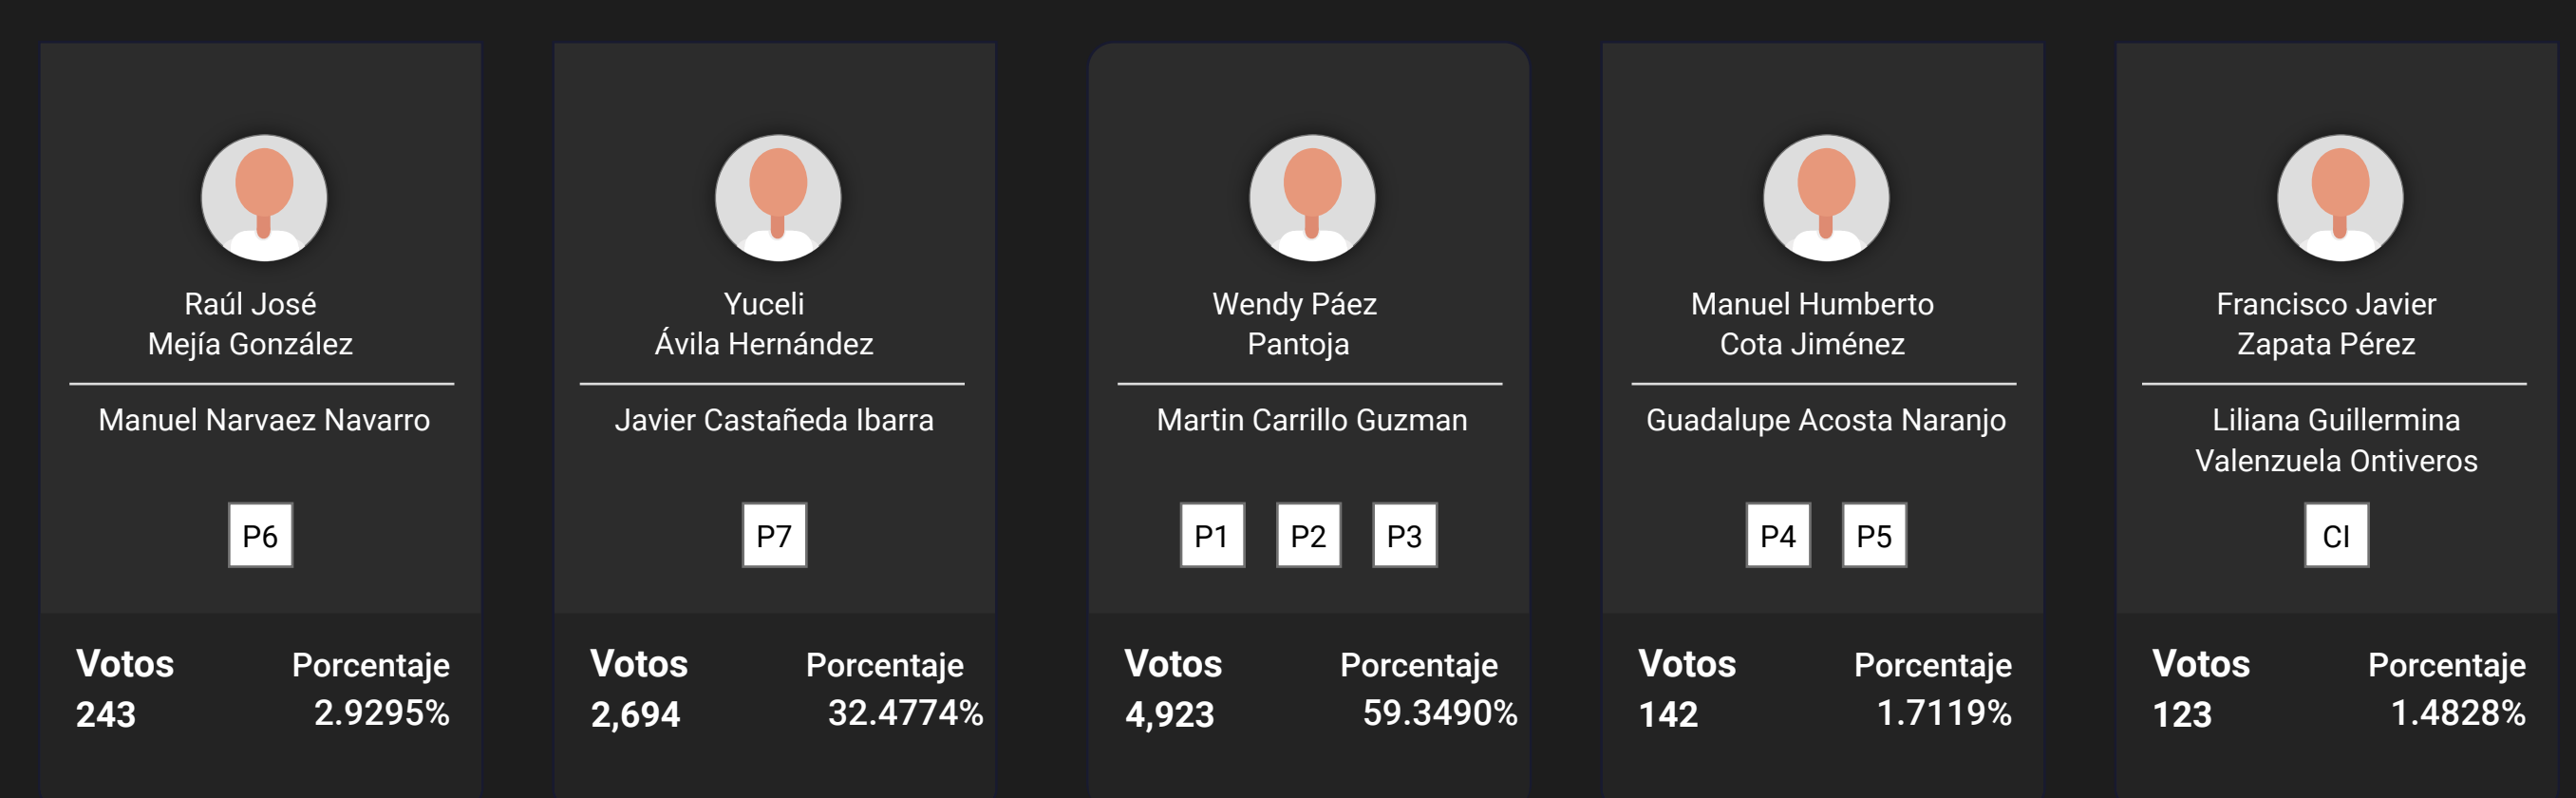 Raúl José
Mejía González
Manuel Narvaez Navarro
P6
Votos Porcentaje
243 2.9295%
Yuceli
Ávila Hernández
Javier Castañeda Ibarra
P7
Votos Porcentaje
2,694 32.4774%
Wendy Páez
Pantoja
Martin Carrillo Guzman
P1 P2 P3
Votos Porcentaje
4,923 59.3490%
Manuel Humberto
Cota Jiménez
Guadalupe Acosta Naranjo
P4 P5
Votos Porcentaje
142 1.7119%
Francisco Javier
Zapata Pérez
Liliana Guillermina
Valenzuela Ontiveros
CI
Votos Porcentaje
123 1.4828%